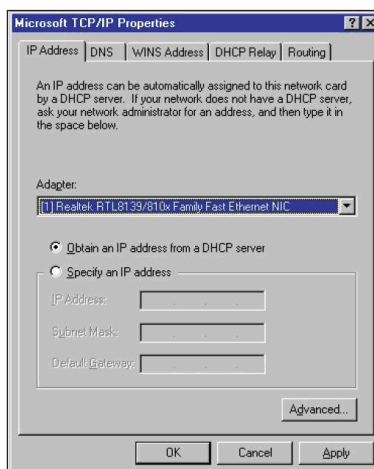 Microsoft TCP/IP Properties
IP Address DNS WINS Address DHCP Relay Routing
An IP address can be automatically assigned to this network card
by a DHCP server. If your network does not have a DHCP server,
ask your network administrator for an address, and then type it in
the space below.
Adapter:
[1] Realtek RTL8139/810x Family Fast Ethernet NIC
Obtain an IP address from a DHCP server
Specify an IP address
IP Address:
Subnet Mask:
Default Gateway:
Advanced...
OK Cancel Apply